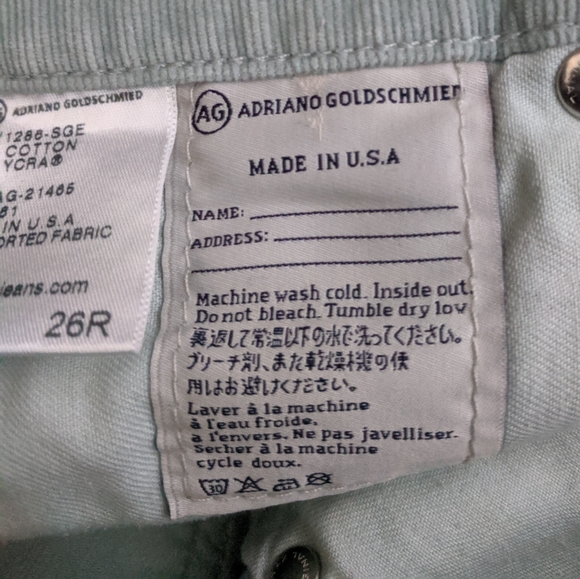 ADRIANO GOLDSCHMIED
1286-SGE
COTTON
YCRA®
AG-21465
61
IN U.S.A
ORTED FABRIC
jeans.com
26R
AG ADRIANO GOLDSCHMIED
MADE IN U.S.A
NAME:
ADDRESS:
Machine wash cold. Inside out.
Do not bleach. Tumble dry low
裏返して常温以下の水で洗ってください。
ブリーチ剤、また乾燥機の使
用はお避けください。
Laver à la machine
à l'eau froide.
a l'envers. Ne pas javelliser.
Sècher à la machine
cycle doux.
30